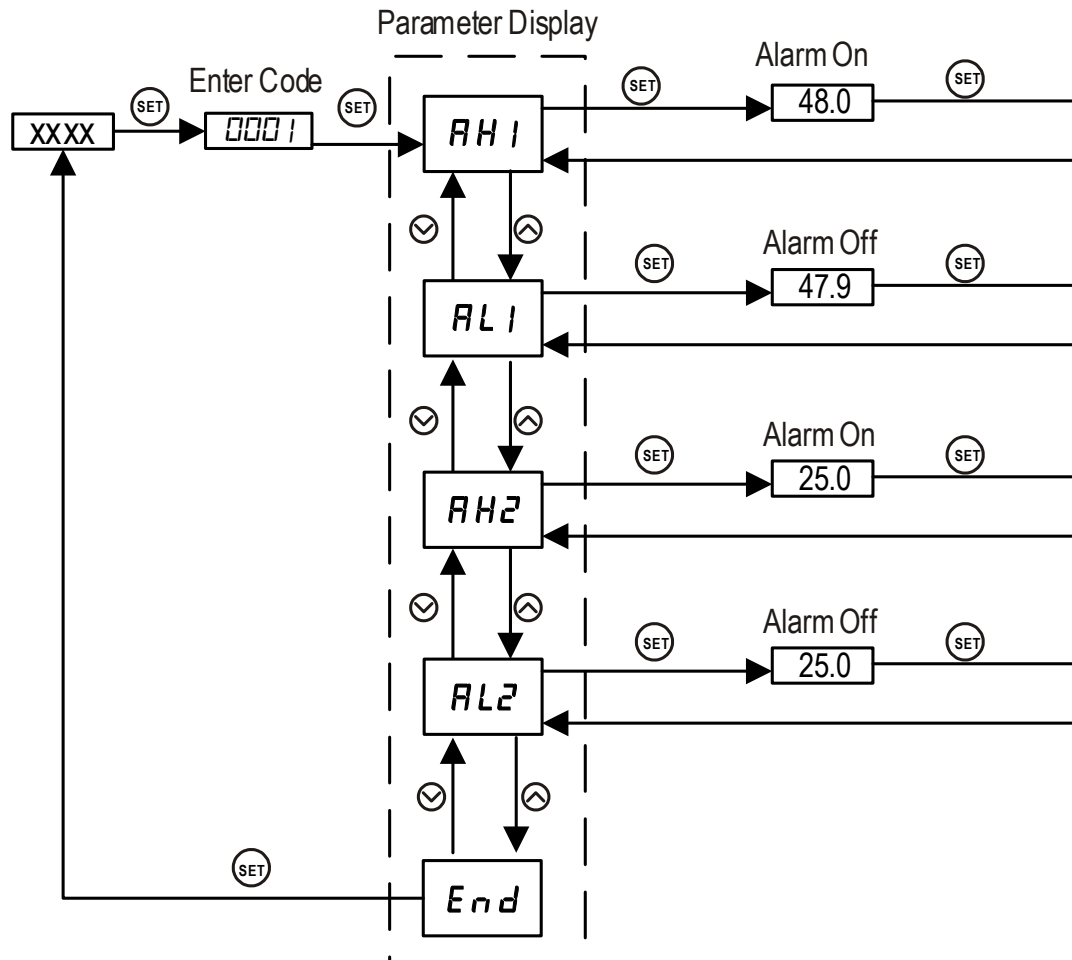 Parameter Display
Alarm On
SET SET
Enter Code
SET SET 48.0
XXXX 0001 AH1
Alarm Off
SET SET
47.9
AL1
Alarm On
SET SET
25.0
AH2
Alarm Off
SET SET
25.0
AL2
SET
End